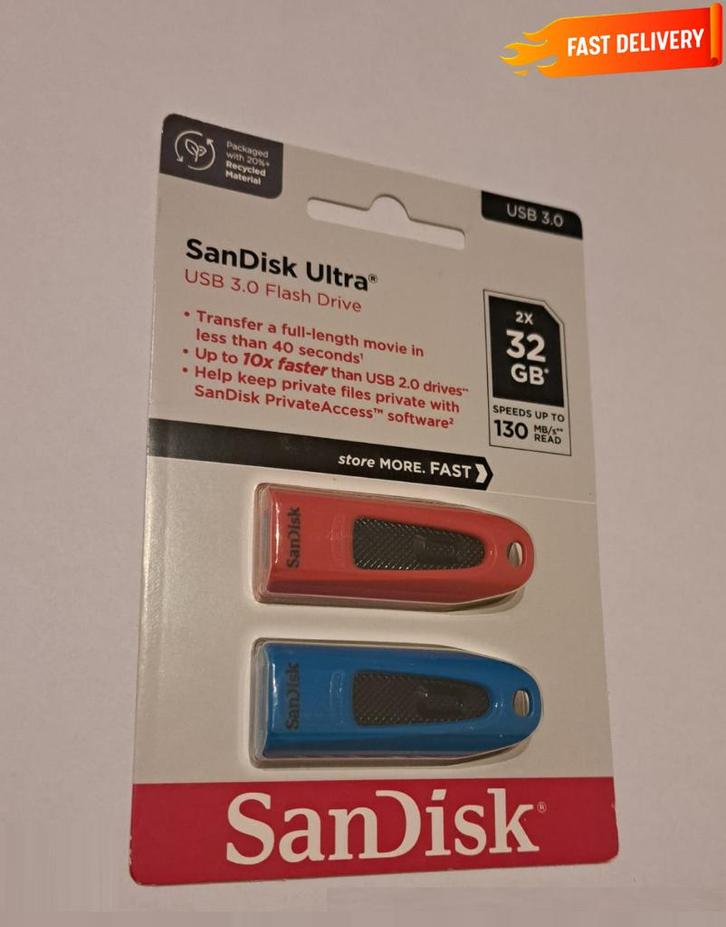 FAST DELIVERY
Packaged
with 20%+
Recycled
Material
USB 3.0
SanDisk Ultra®
USB 3.0 Flash Drive
• Transfer a full-length movie in
less than 40 seconds¹
• Up to 10x faster than USB 2.0 drives**
• Help keep private files private with
SanDisk PrivateAccess™ software²
2X
32
GB*
SPEEDS UP TO
130 MB/s**
READ
store MORE. FAST
SanDisk
SanDisk
SanDisk®